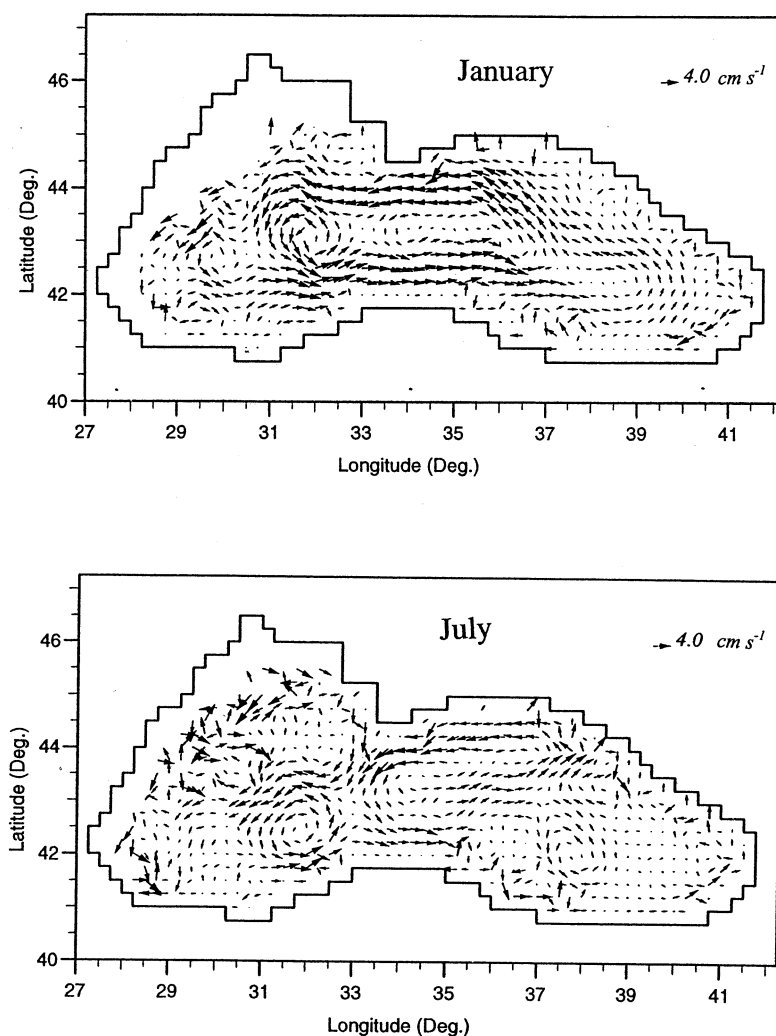 January
4.0 cm s-1
46
44
42
40
Latitude (Deg.)
27 29 31 33 35 37 39 41
Longitude (Deg.)
July
4.0 cm s-1
46
44
42
40
Latitude (Deg.)
27 29 31 33 35 37 39 41
Longitude (Deg.)